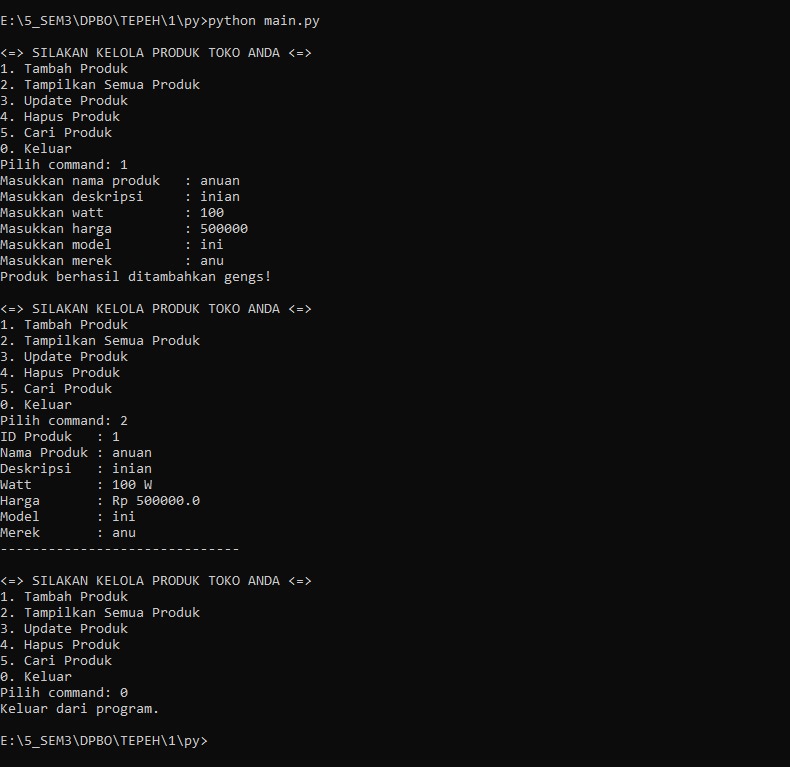 E:\5_SEM3\DPBO\TEPEH\1\py>python main.py
<=> SILAKAN KELOLA PRODUK TOKO ANDA <=>
1. Tambah Produk
2. Tampilkan Semua Produk
3. Update Produk
4. Hapus Produk
5. Cari Produk
0. Keluar
Pilih command: 1
Masukkan nama produk   : anuan
Masukkan deskripsi     : inian
Masukkan watt          : 100
Masukkan harga         : 500000
Masukkan model         : ini
Masukkan merek         : anu
Produk berhasil ditambahkan gengs!
<=> SILAKAN KELOLA PRODUK TOKO ANDA <=>
1. Tambah Produk
2. Tampilkan Semua Produk
3. Update Produk
4. Hapus Produk
5. Cari Produk
0. Keluar
Pilih command: 2
ID Produk   : 1
Nama Produk : anuan
Deskripsi   : inian
Watt        : 100 W
Harga       : Rp 500000.0
Model       : ini
Merek       : anu
------------------------------
<=> SILAKAN KELOLA PRODUK TOKO ANDA <=>
1. Tambah Produk
2. Tampilkan Semua Produk
3. Update Produk
4. Hapus Produk
5. Cari Produk
0. Keluar
Pilih command: 0
Keluar dari program.
E:\5_SEM3\DPBO\TEPEH\1\py>